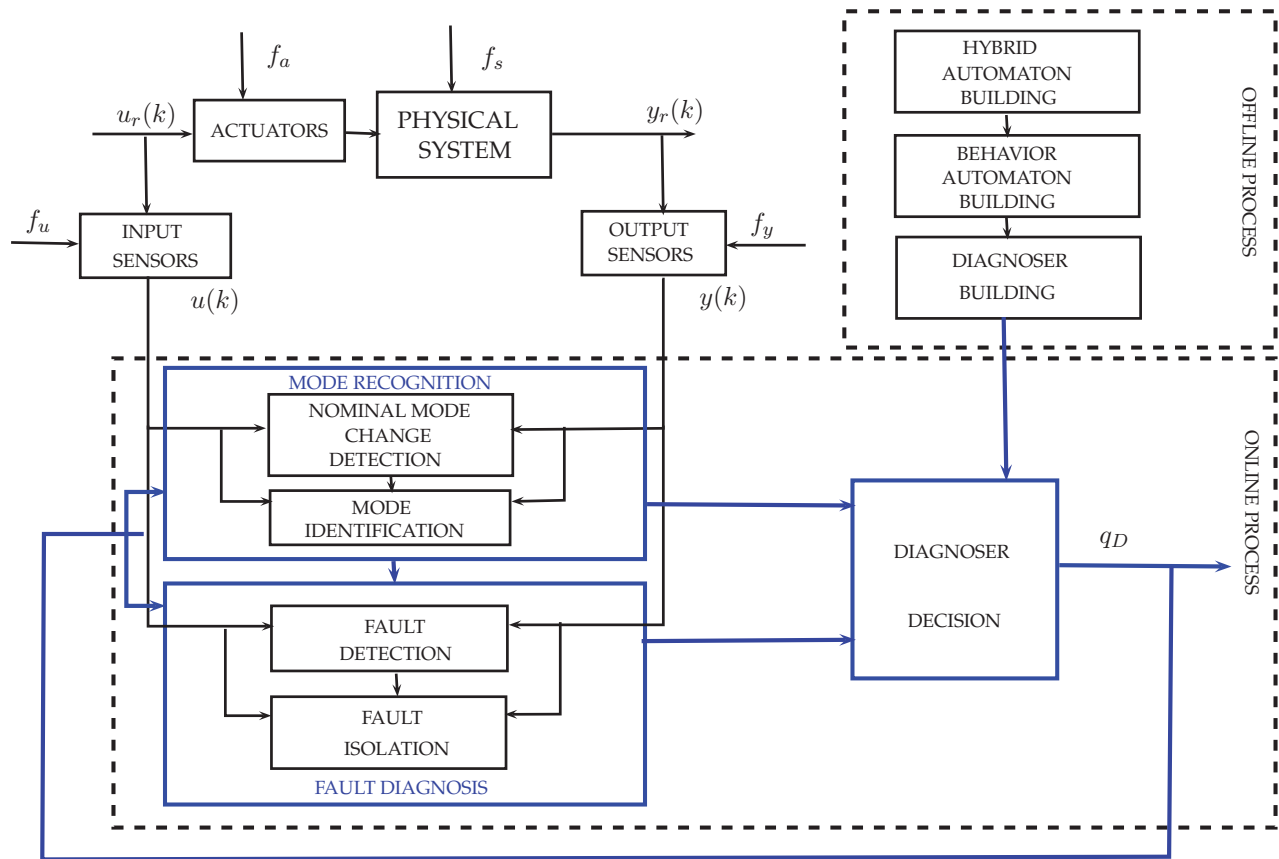 f_a
f_s
u_r(k)
ACTUATORS
PHYSICAL
SYSTEM
y_r(k)
f_u
INPUT
SENSORS
u(k)
OUTPUT
SENSORS
f_y
y(k)
HYBRID
AUTOMATON
BUILDING
BEHAVIOR
AUTOMATON
BUILDING
DIAGNOSER
BUILDING
OFFLINE PROCESS
MODE RECOGNITION
NOMINAL MODE
CHANGE
DETECTION
MODE
IDENTIFICATION
FAULT
DETECTION
FAULT
ISOLATION
FAULT DIAGNOSIS
DIAGNOSER
DECISION
q_D
ONLINE PROCESS